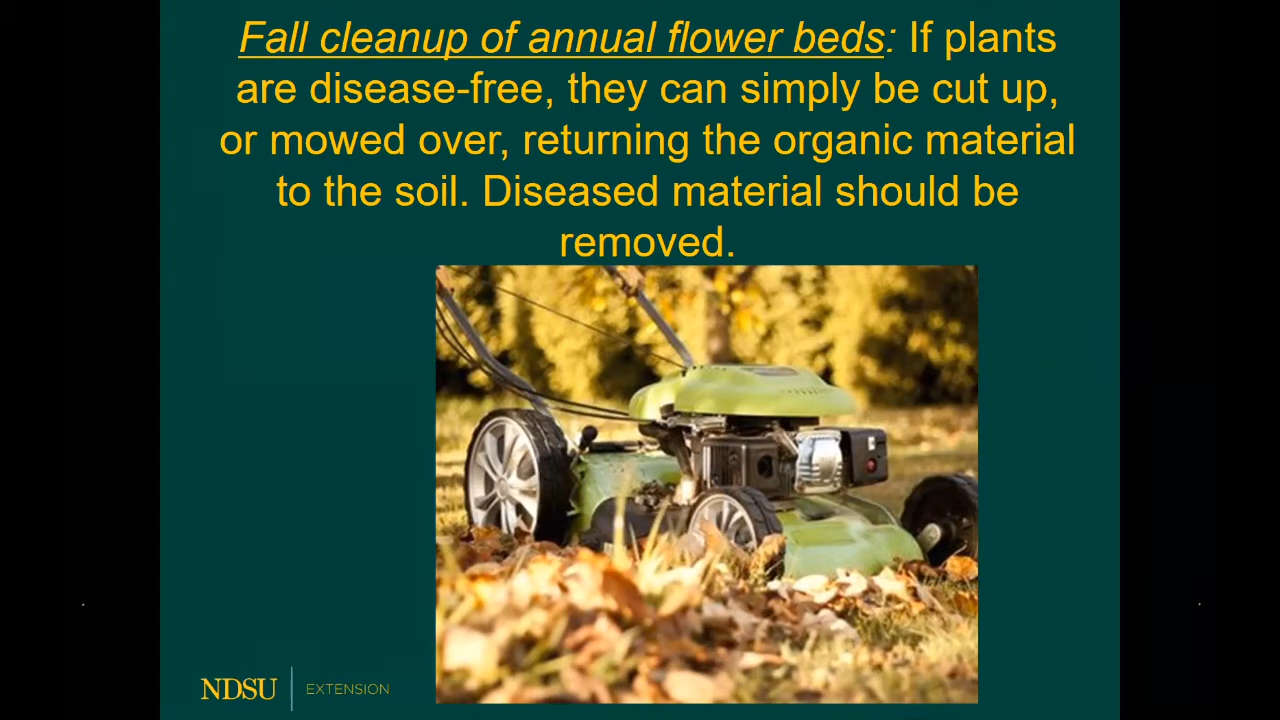 Fall cleanup of annual flower beds: If plants
are disease-free, they can simply be cut up,
or mowed over, returning the organic material
to the soil. Diseased material should be
removed.
NDSU EXTENSION